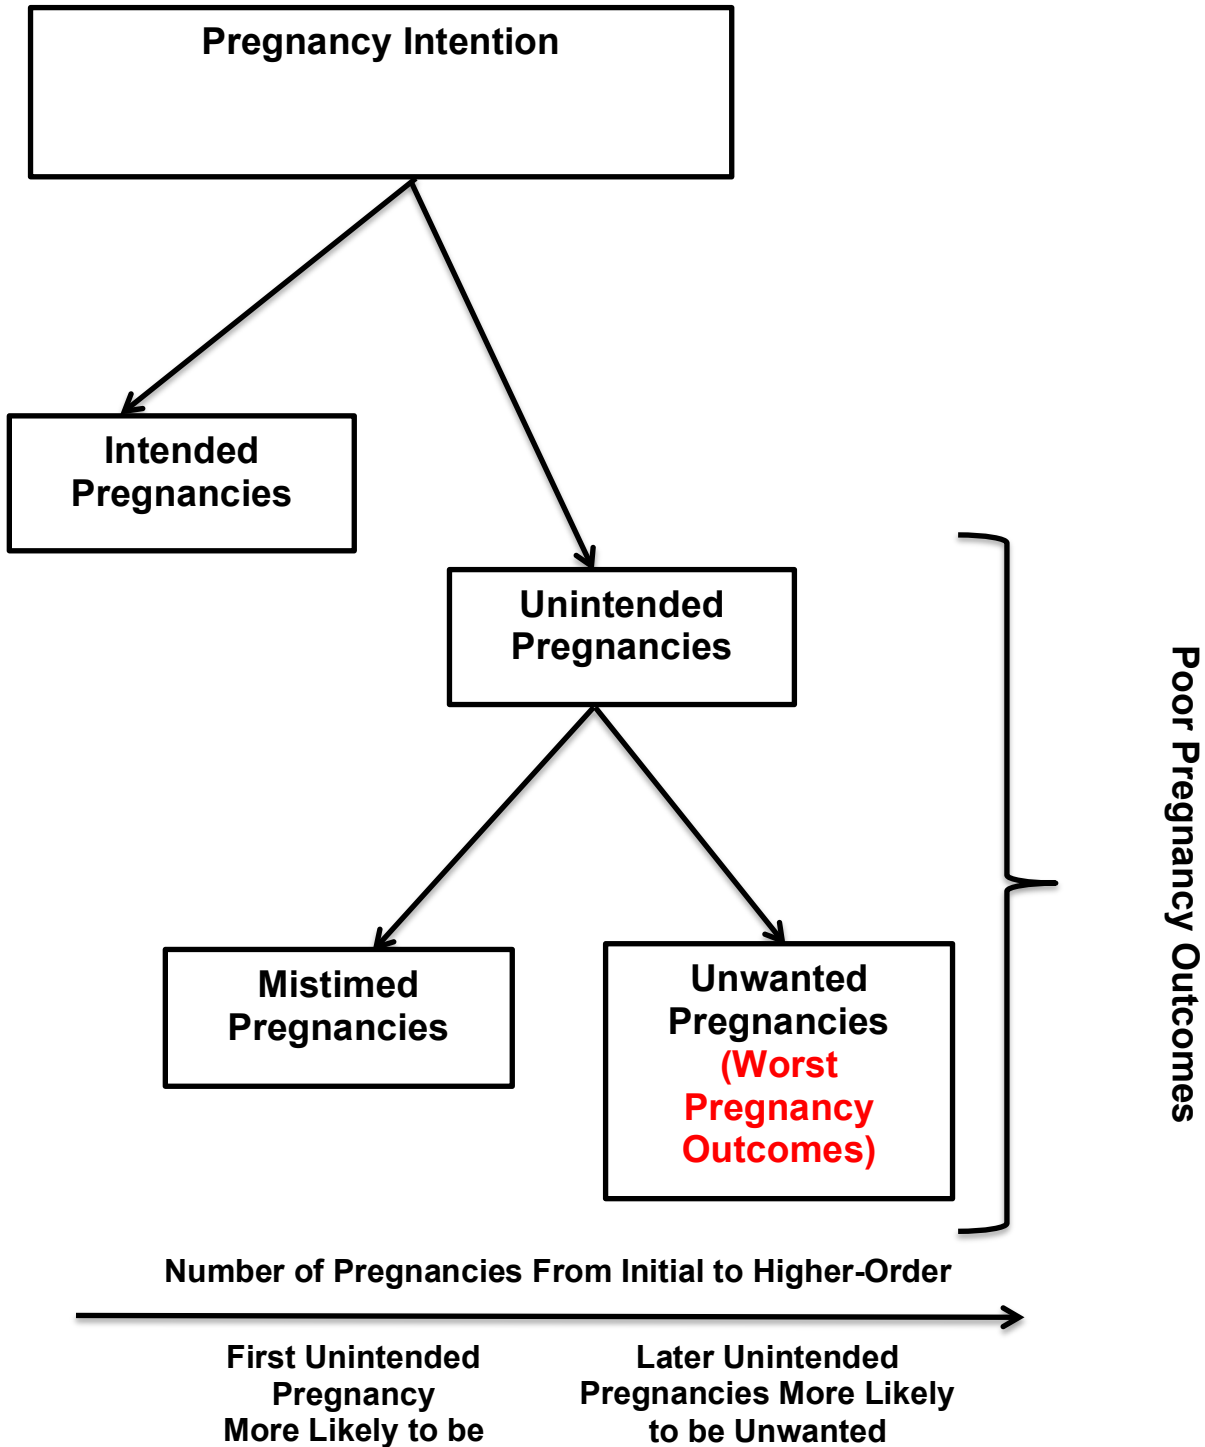 Pregnancy Intention
Intended
Pregnancies
Unintended
Pregnancies
Mistimed
Pregnancies
Unwanted
Pregnancies
(Worst
Pregnancy
Outcomes)
Poor Pregnancy Outcomes
Number of Pregnancies From Initial to Higher-Order
First Unintended
Pregnancy
More Likely to be
Later Unintended
Pregnancies More Likely
to be Unwanted